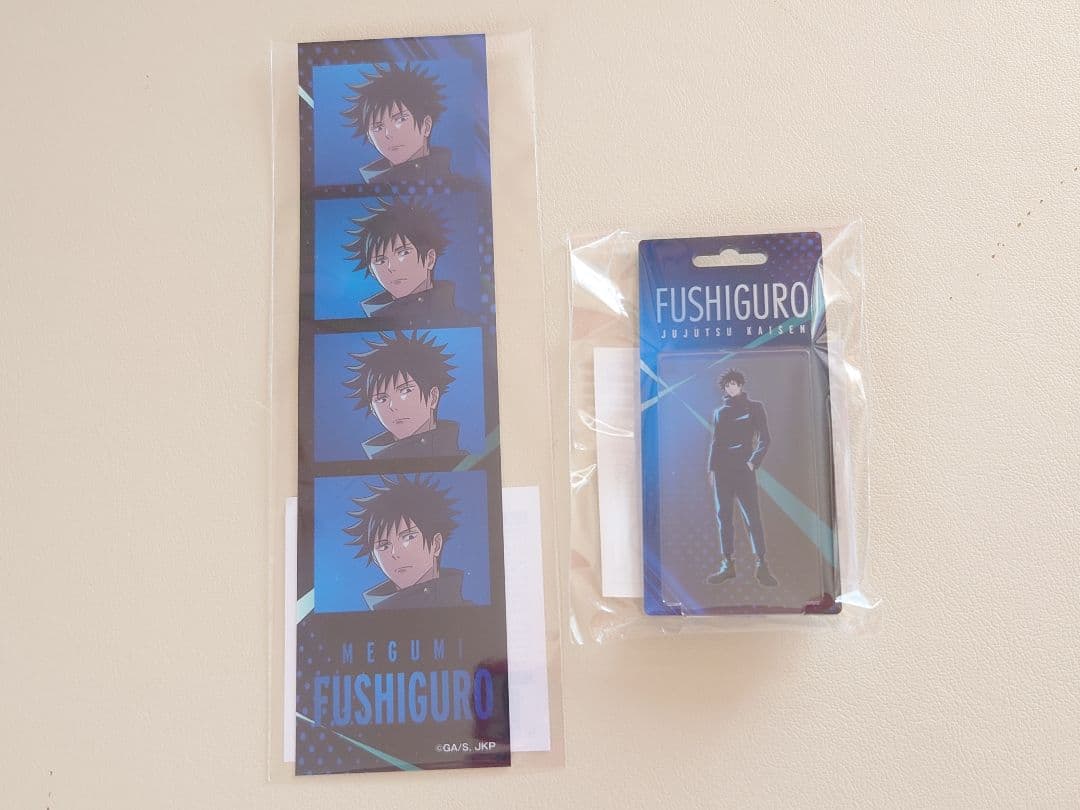 MEGUMI
FUSHIGURO
©GA/S, JKP
FUSHIGURO
JUJUTSU KAISEN